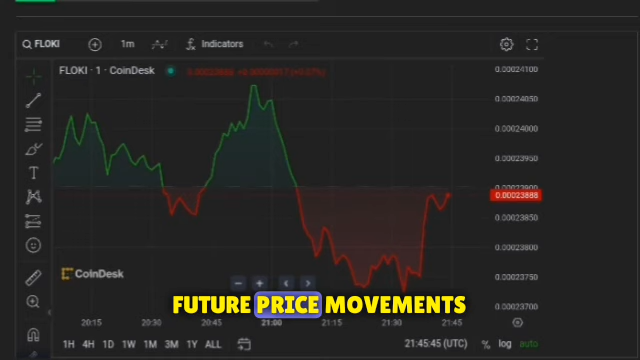 FLOKI 1m Indicators
FLOKI · 1 · CoinDesk
0.00024100
0.00024050
0.00024000
0.00023950
0.00023900
0.00023888
0.00023850
0.00023800
0.00023750
0.00023700
CoinDesk
FUTURE PRICE MOVEMENTS
20:15 20:30 20:45 21:00 21:15 21:30 21:45
1H 4H 1D 1W 1M 3M 1Y ALL 21:45:45 (UTC) % log auto